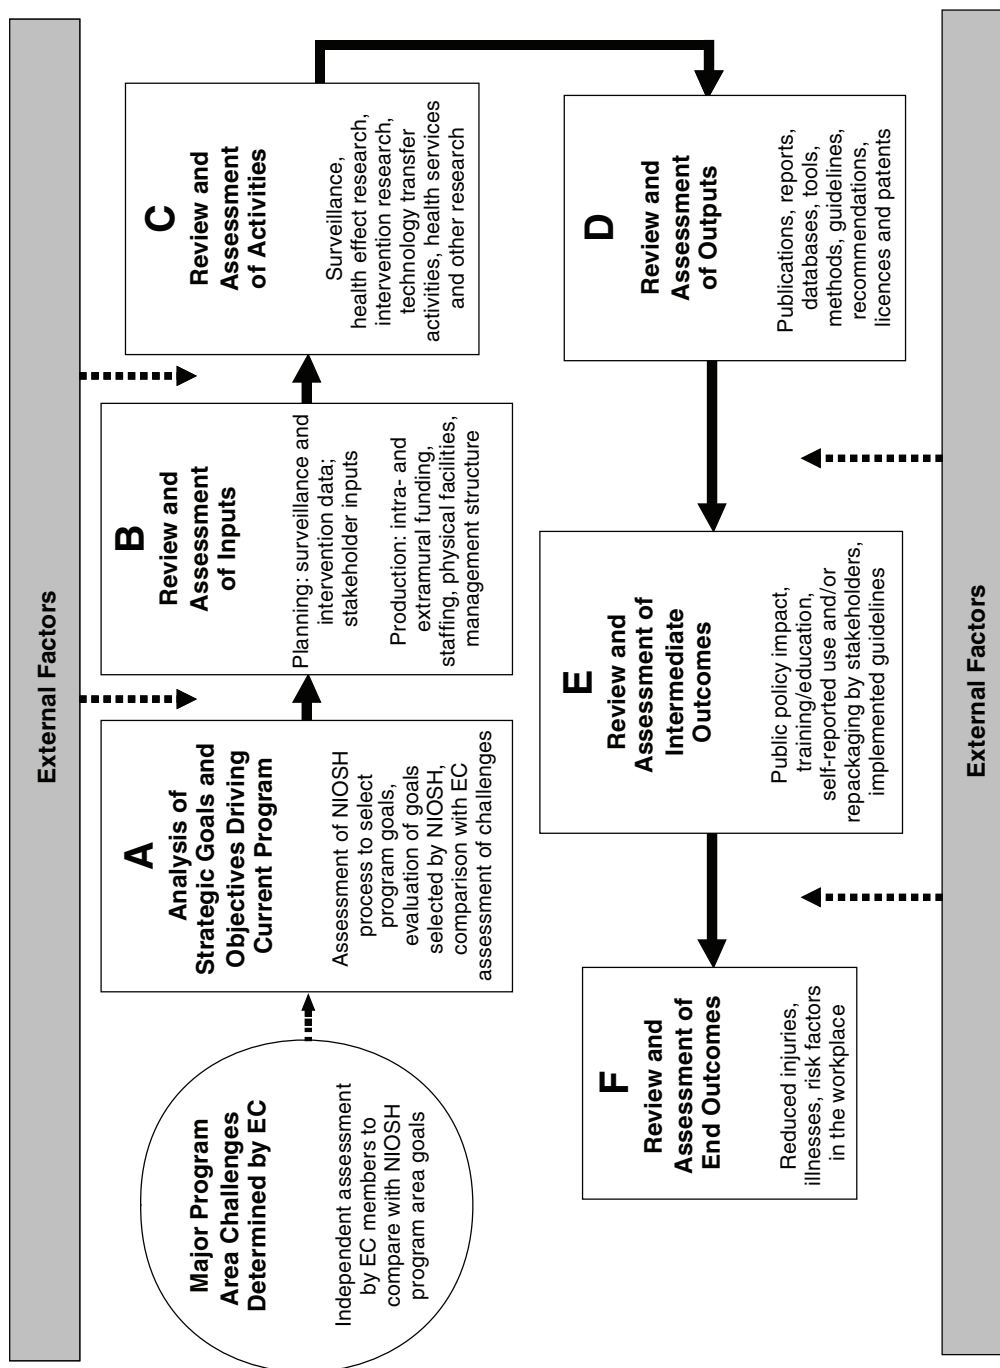 External Factors
Major Program
Area Challenges
Determined by EC
Independent assessment
by EC members to
compare with NIOSH
program area goals
A
Analysis of
Strategic Goals and
Objectives Driving
Current Program
Assessment of NIOSH
process to select
program goals,
evaluation of goals
selected by NIOSH,
comparison with EC
assessment of challenges
B
Review and
Assessment
of Inputs
Planning: surveillance and
intervention data;
stakeholder inputs
Production: intra- and
extramural funding,
staffing, physical facilities,
management structure
C
Review and
Assessment
of Activities
Surveillance,
health effect research,
intervention research,
technology transfer
activities, health services
and other research
D
Review and
Assessment
of Outputs
Publications, reports,
databases, tools,
methods, guidelines,
recommendations,
licences and patents
E
Review and
Assessment of
Intermediate
Outcomes
Public policy impact,
training/education,
self-reported use and/or
repackaging by stakeholders,
implemented guidelines
F
Review and
Assessment of
End Outcomes
Reduced injuries,
illnesses, risk factors
in the workplace
External Factors